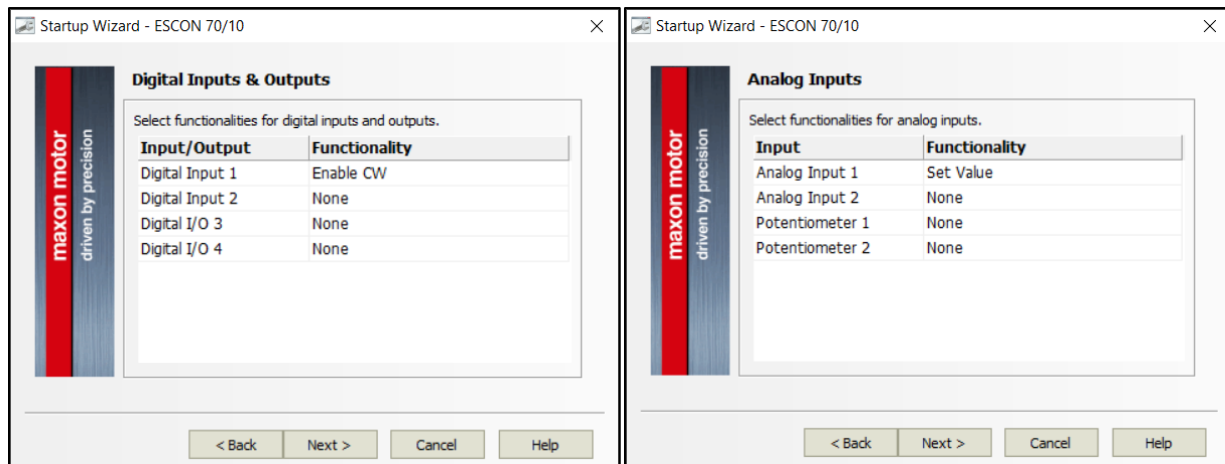 Startup Wizard - ESCON 70/10
maxon motor
driven by precision
Digital Inputs & Outputs
Select functionalities for digital inputs and outputs.
Input/Output Functionality
Digital Input 1 Enable CW
Digital Input 2 None
Digital I/O 3 None
Digital I/O 4 None
< Back Next > Cancel Help
Startup Wizard - ESCON 70/10
maxon motor
driven by precision
Analog Inputs
Select functionalities for analog inputs.
Input Functionality
Analog Input 1 Set Value
Analog Input 2 None
Potentiometer 1 None
Potentiometer 2 None
< Back Next > Cancel Help